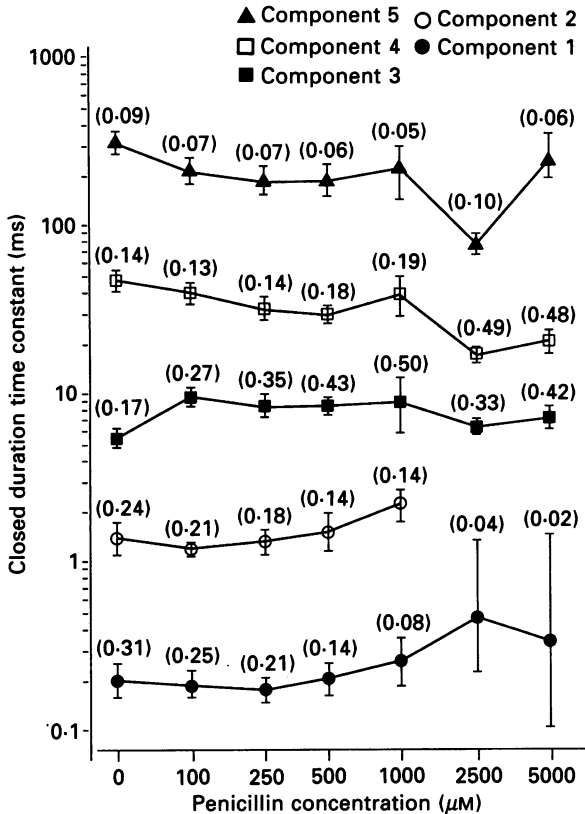 ▲ Component 5 ○ Component 2
□ Component 4 ● Component 1
■ Component 3
Closed duration time constant (ms)
1000
100
10
1
0·1
(0·09) (0·07) (0·07) (0·06) (0·05) (0·10) (0·06)
(0·14) (0·13) (0·14) (0·18) (0·19) (0·49) (0·48)
(0·17) (0·27) (0·35) (0·43) (0·50) (0·33) (0·42)
(0·24) (0·21) (0·18) (0·14) (0·14)
(0·31) (0·25) (0·21) (0·14) (0·08) (0·04) (0·02)
0 100 250 500 1000 2500 5000
Penicillin concentration (μM)